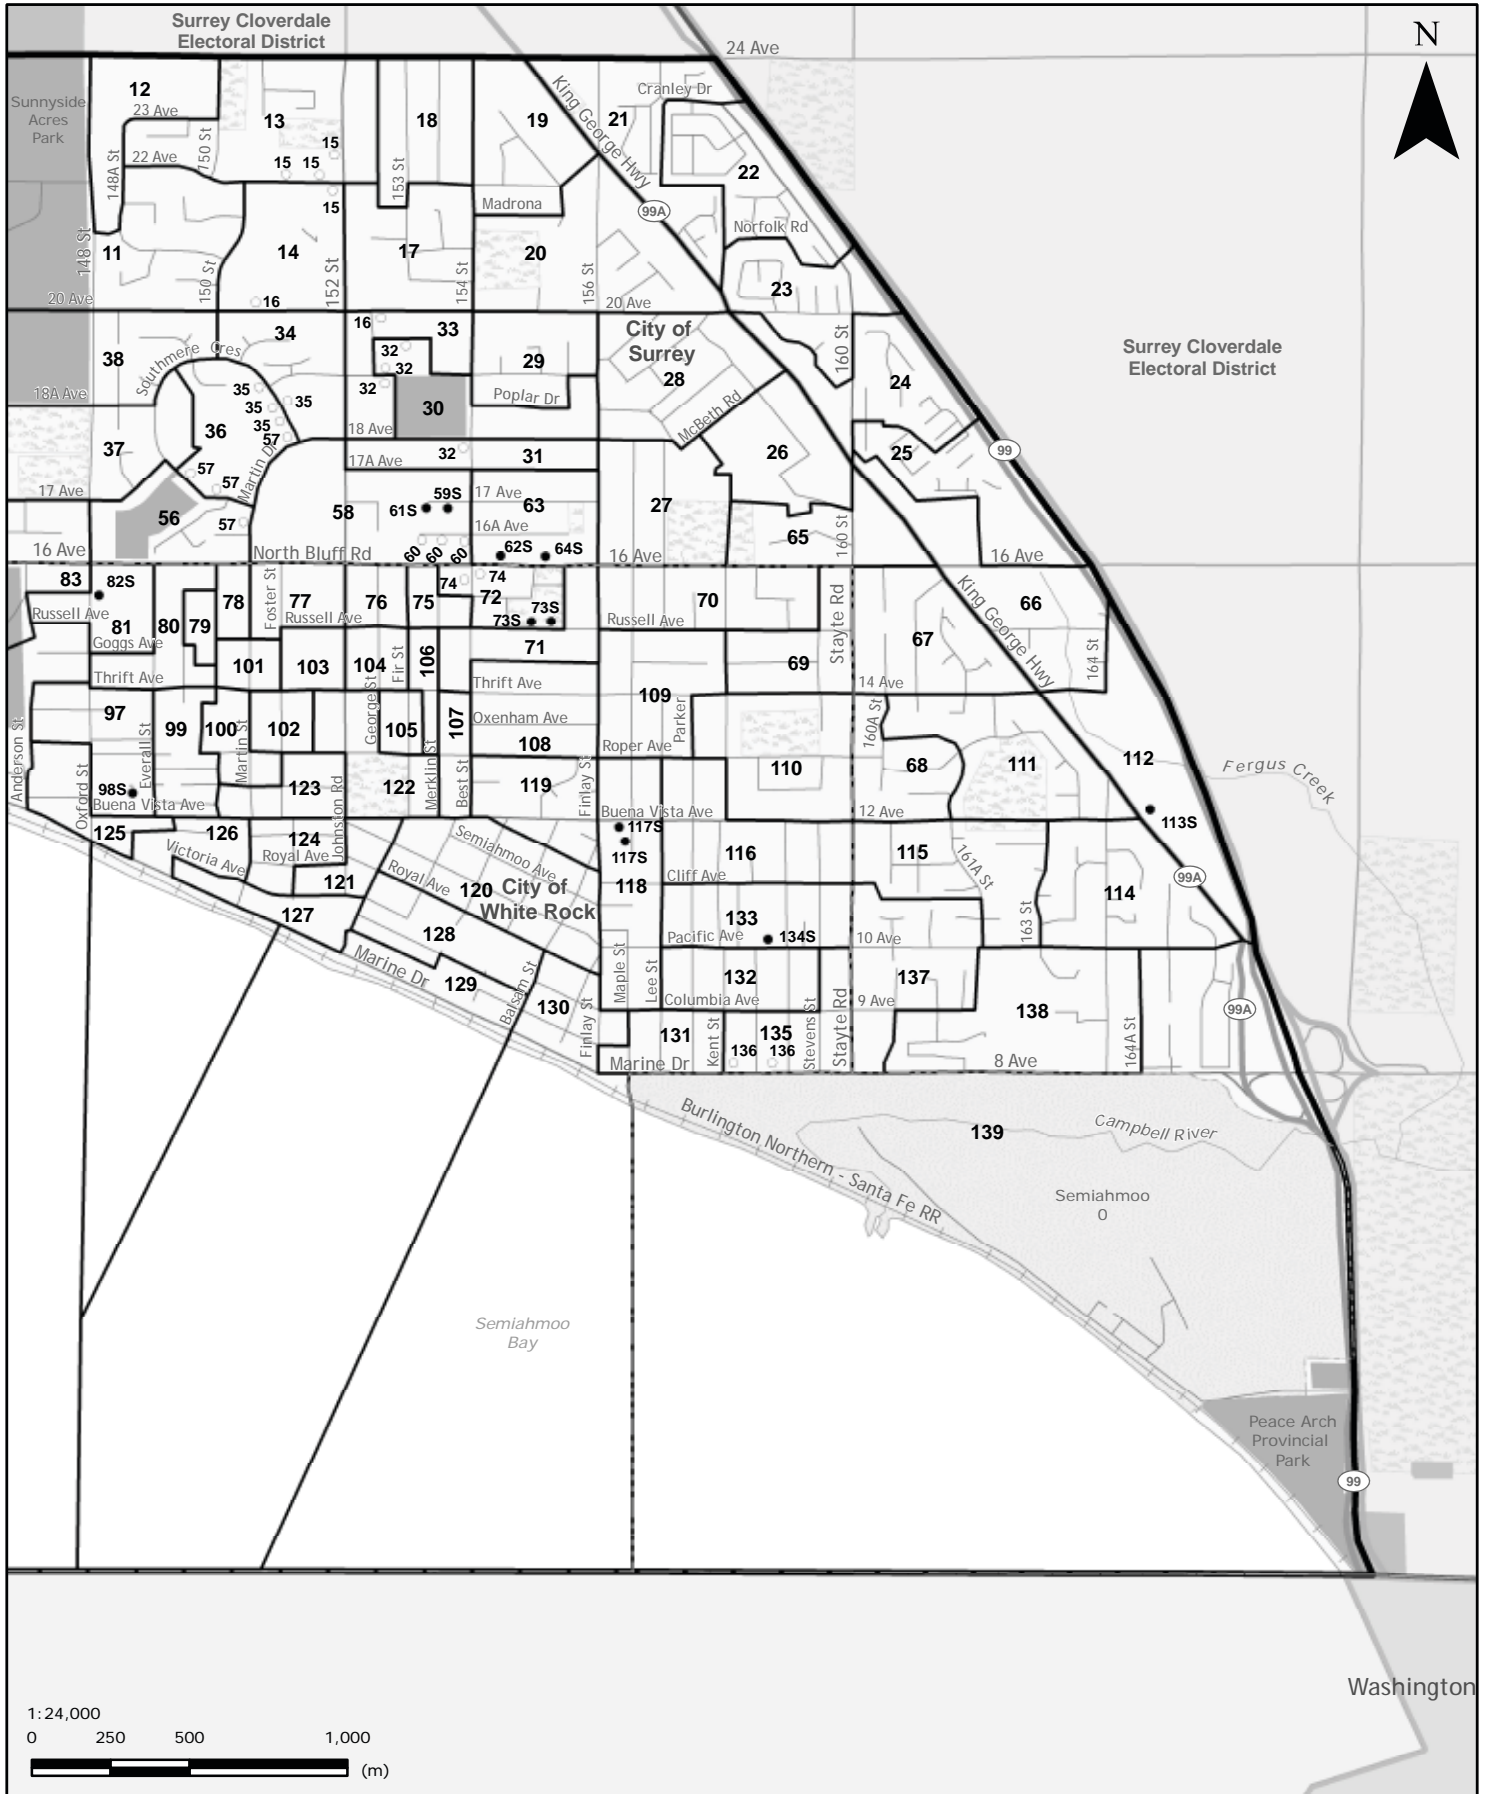 Surrey Cloverdale
Electoral District
N
24 Ave
Cranley Dr
King George Hwy
12
23 Ave
Sunnyside
Acres
Park
13
18
19
21
150 St
15
15
15
22 Ave
148A St
153 St
22
15
Madrona
99A
Norfolk Rd
148 St
11
14
17
20
150 St
152 St
154 St
156 St
23
20 Ave
16
20 Ave
16
34
33
City of
Surrey
160 St
Surrey Cloverdale
Electoral District
38
Southmere Cres
32
32
29
28
24
18A Ave
35
35
35
32
30
Poplar Dr
McBeth Rd
36
35
57
18 Ave
37
Martin Dr
17A Ave
32
31
26
25
99
57
57
17 Ave
59S
17 Ave
61S
63
27
56
57
58
16A Ave
65
160 St
16 Ave
North Bluff Rd
60
60
60
62S
64S
16 Ave
16 Ave
83
82S
74
74
King George Hwy
Russell Ave
78
Foster St
77
76
75
72
70
Stayte Rd
66
81
80
79
Russell Ave
73S
73S
Russell Ave
67
Goggs Ave
101
103
104
Fir St
106
71
69
164 St
Thrift Ave
Thrift Ave
14 Ave
109
97
99
100
Martin St
102
George St
105
107
Oxenham Ave
Parker
160A St
Anderson St
Everall St
Merklin St
108
Roper Ave
112
Fergus Creek
Oxford St
98S
123
122
Best St
119
Finlay St
110
68
111
Buena Vista Ave
Johnston Rd
Buena Vista Ave
12 Ave
113S
125
126
124
Semiahmoo Ave
117S
Victoria Ave
Royal Ave
117S
116
115
161A St
121
Royal Ave
120
City of
White Rock
118
Cliff Ave
99A
114
127
133
163 St
128
Pacific Ave
134S
10 Ave
Marine Dr
129
Balsam St
Maple St
Lee St
132
137
130
Columbia Ave
9 Ave
99A
138
Finlay St
131
Kent St
135
Stevens St
Stayte Rd
164A St
136
136
Marine Dr
8 Ave
Burlington Northern - Santa Fe RR
139
Campbell River
Semiahmoo
0
Semiahmoo
Bay
Peace Arch
Provincial
Park
99
Washington
1:24,000
0 250 500 1,000
(m)